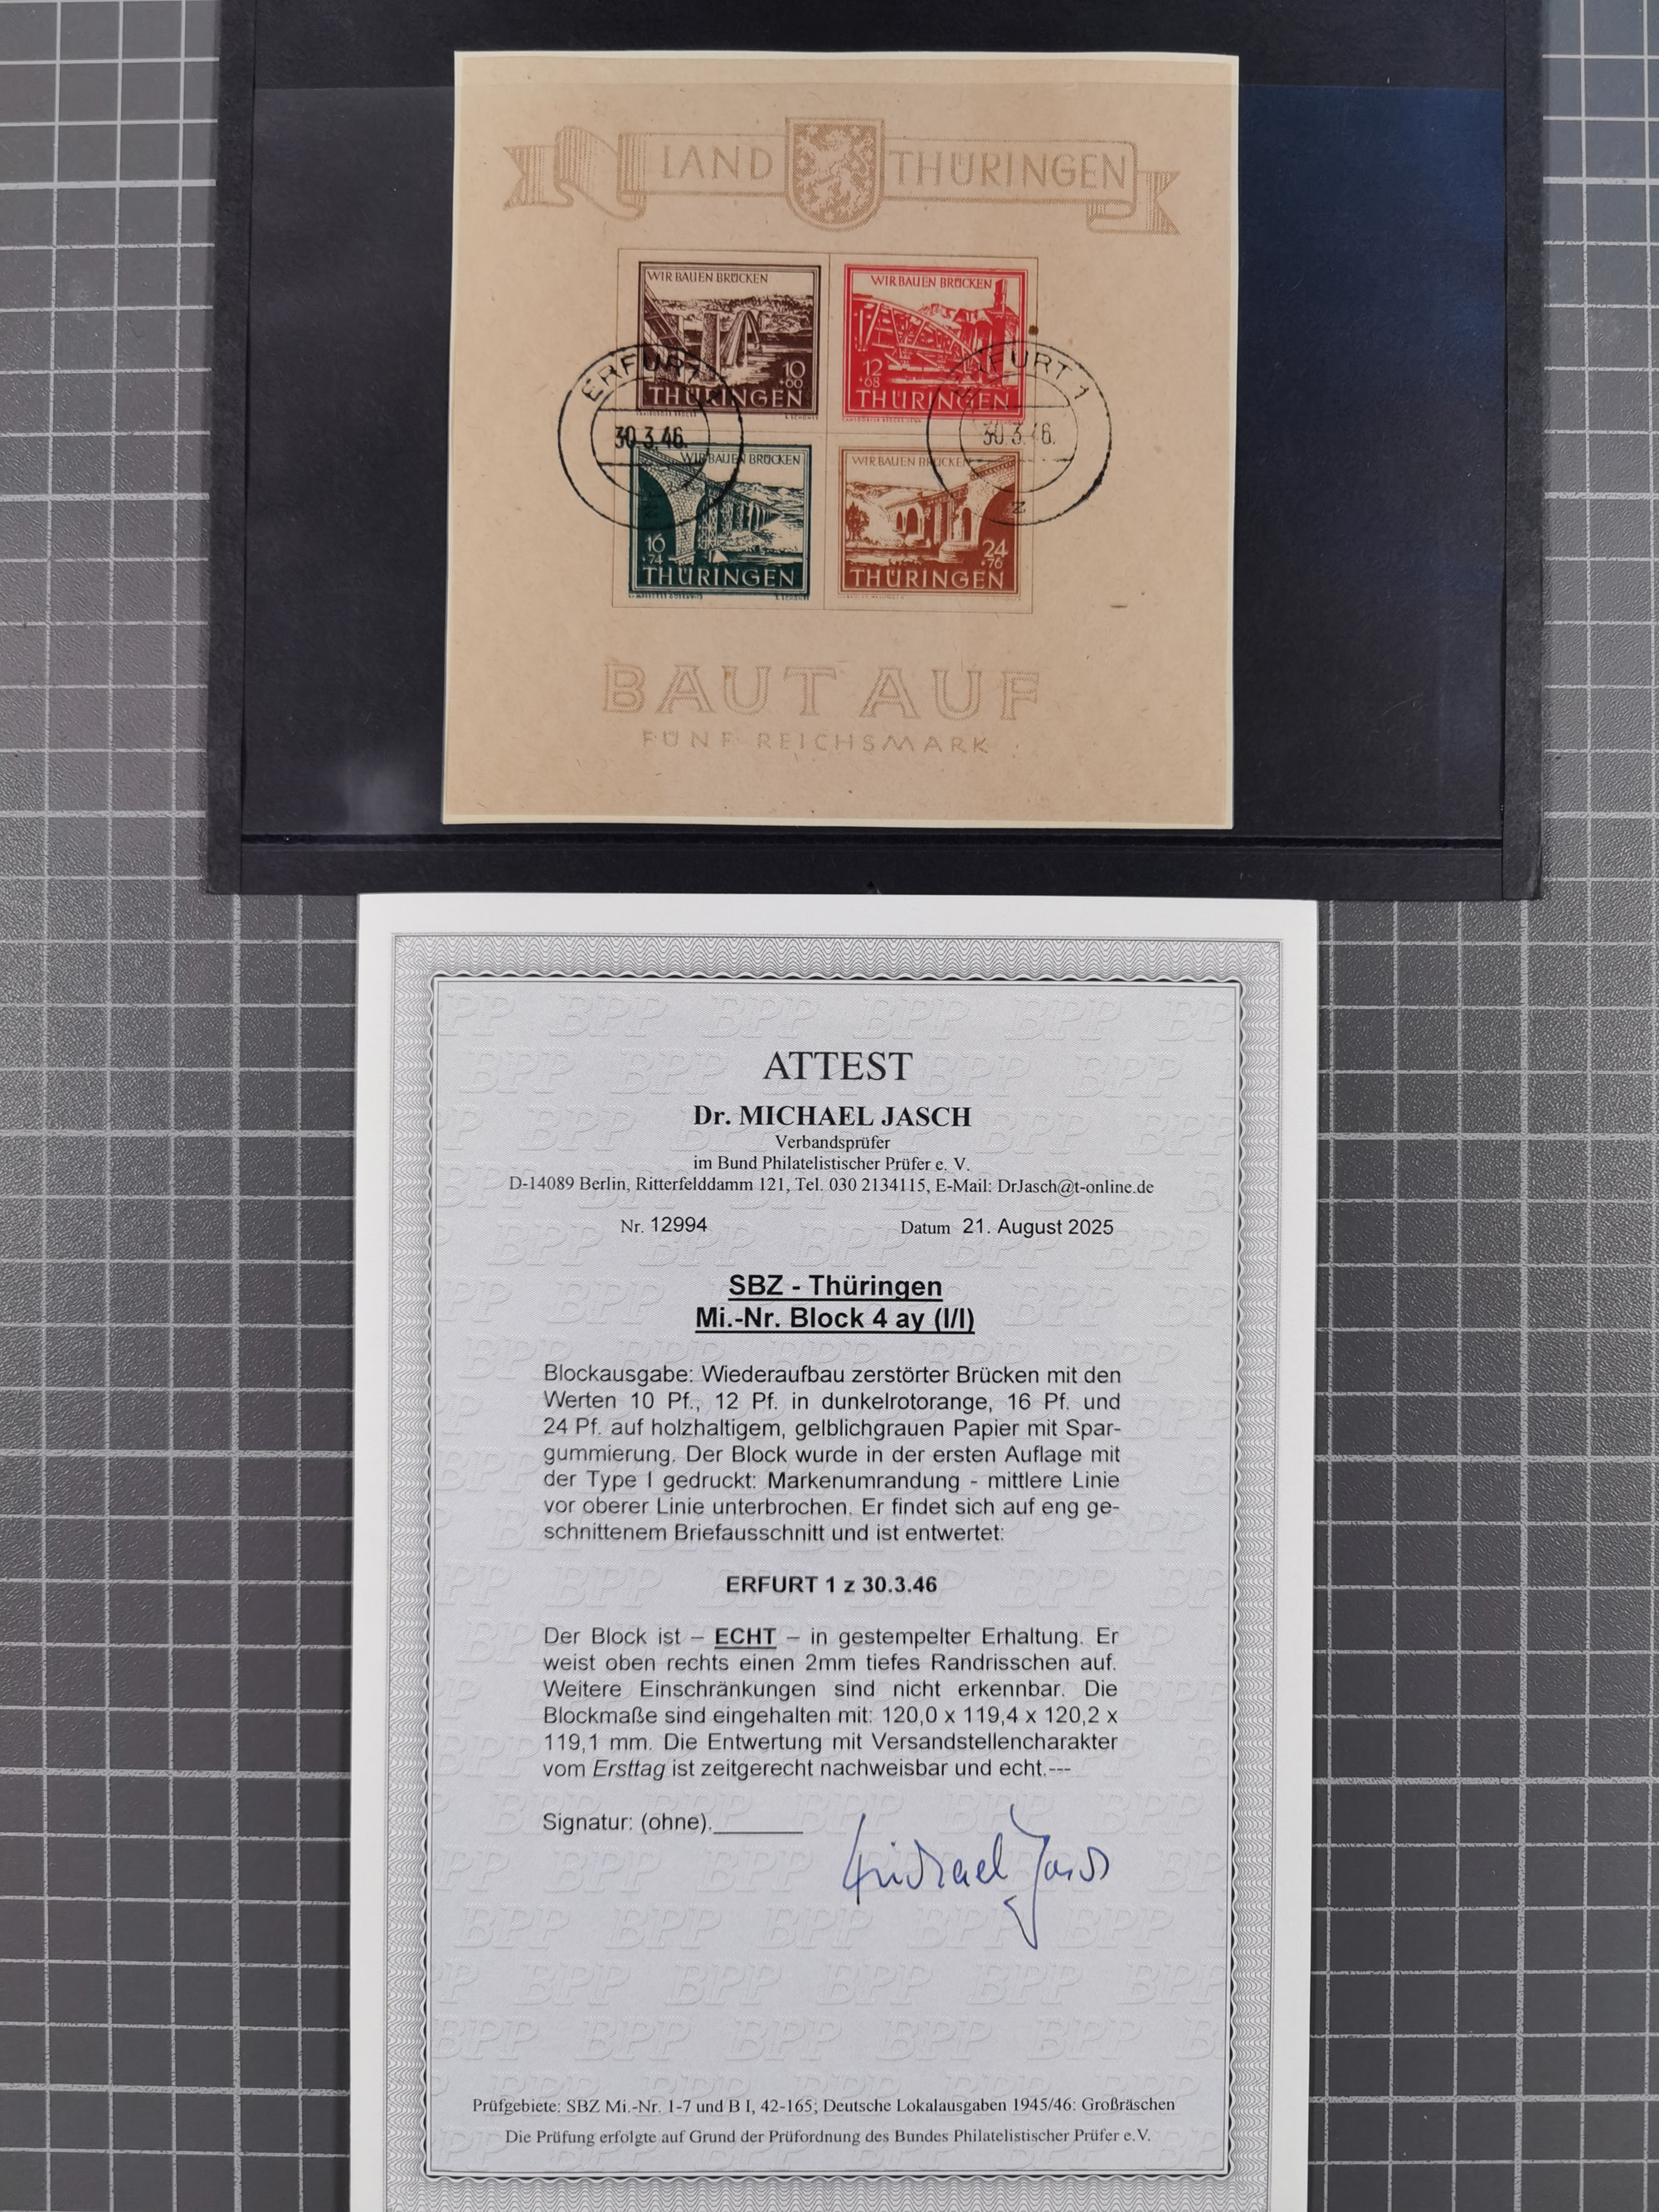 LAND THÜRINGEN
WIR BAUEN BRÜCKEN
10
+60
THÜRINGEN
WIR BAUEN BRÜCKEN
12
+68
THÜRINGEN
ERFURT 1
30.3.46.
z
FURT 1
30.3.46.
z
WIR BAUEN BRÜCKEN
16
+74
THÜRINGEN
WIR BAUEN BRÜCKEN
24
+76
THÜRINGEN
BAUT AUF
FÜNF REICHSMARK
ATTEST
Dr. MICHAEL JASCH
Verbandsprüfer
im Bund Philatelistischer Prüfer e. V.
D-14089 Berlin, Ritterfelddamm 121, Tel. 030 2134115, E-Mail: DrJasch@t-online.de
Nr. 12994 Datum 21. August 2025
SBZ - Thüringen
Mi.-Nr. Block 4 ay (I/I)
Blockausgabe: Wiederaufbau zerstörter Brücken mit den
Werten 10 Pf., 12 Pf. in dunkelrotorange, 16 Pf. und
24 Pf. auf holzhaltigem, gelblichgrauen Papier mit Spar-
gummierung. Der Block wurde in der ersten Auflage mit
der Type I gedruckt: Markenumrandung - mittlere Linie
vor oberer Linie unterbrochen. Er findet sich auf eng ge-
schnittenem Briefausschnitt und ist entwertet:
ERFURT 1 z 30.3.46
Der Block ist – ECHT – in gestempelter Erhaltung. Er
weist oben rechts einen 2mm tiefes Randrisschen auf.
Weitere Einschränkungen sind nicht erkennbar. Die
Blockmaße sind eingehalten mit: 120,0 x 119,4 x 120,2 x
119,1 mm. Die Entwertung mit Versandstellencharakter
vom Ersttag ist zeitgerecht nachweisbar und echt.---
Signatur: (ohne).
Michael Jasch
Prüfgebiete: SBZ Mi.-Nr. 1-7 und B I, 42-165; Deutsche Lokalausgaben 1945/46: Großräschen
Die Prüfung erfolgte auf Grund der Prüfordnung des Bundes Philatelistischer Prüfer e.V.